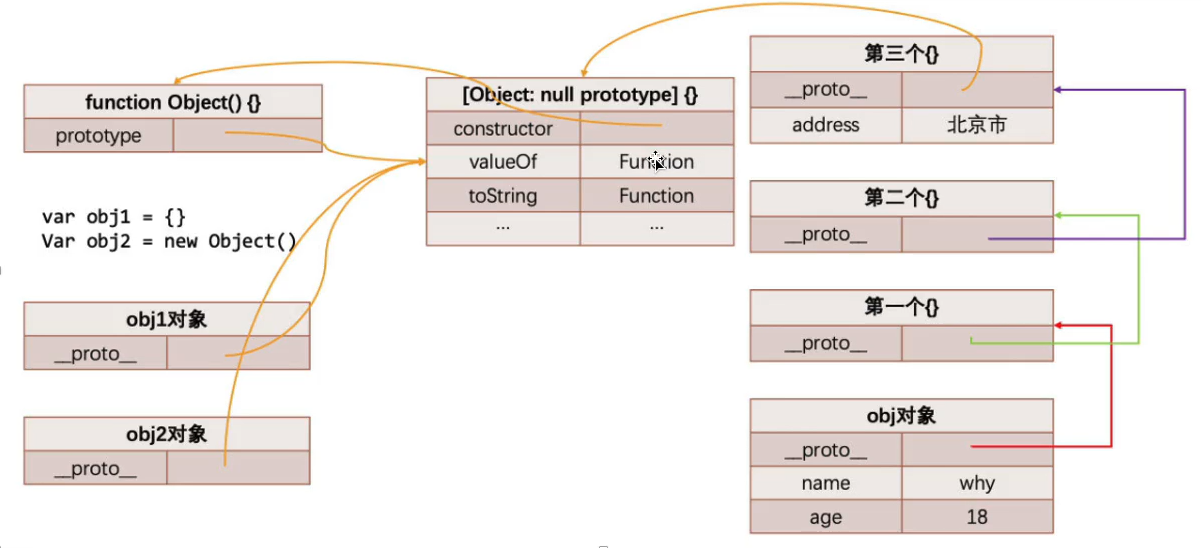 function Object() {}
prototype
var obj1 = {}
Var obj2 = new Object()
obj1对象
__proto__
obj2对象
__proto__
[Object: null prototype] {}
constructor
valueOf Function
toString Function
... ...
第三个{}
__proto__
address 北京市
第二个{}
__proto__
第一个{}
__proto__
obj对象
__proto__
name why
age 18